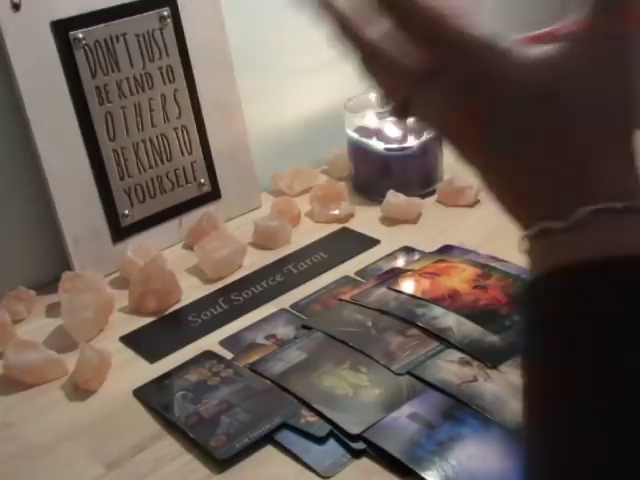 DON'T JUST
BE KIND TO
OTHERS
BE KIND TO
YOURSELF
Soul Source Tarot